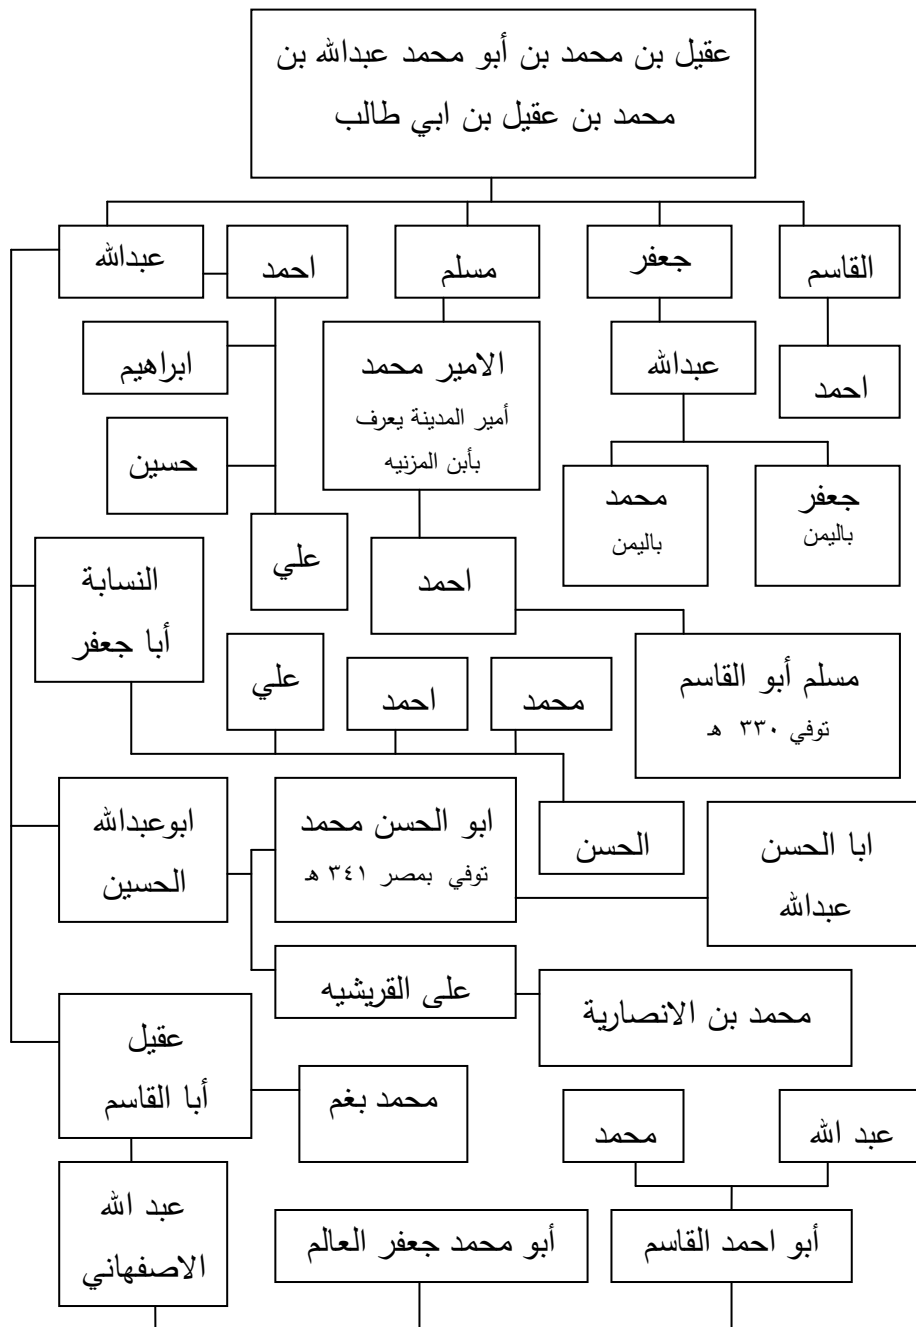 عقيل بن محمد بن أبو محمد عبدالله بن
محمد بن عقيل بن ابي طالب
القاسم
جعفر
مسلم
احمد
عبدالله
احمد
عبدالله
الامير محمد
أمير المدينة يعرف
بأبن المزنيه
ابراهيم
جعفر
باليمن
محمد
باليمن
حسين
علي
احمد
النسابة
أبا جعفر
مسلم أبو القاسم
توفي ٣٣٠ هـ
محمد
احمد
علي
الحسن
ابا الحسن
عبدالله
ابو الحسن محمد
توفي بمصر ٣٤١ هـ
ابوعبدالله
الحسين
على القريشيه
محمد بن الانصارية
عقيل
أبا القاسم
محمد بغم
محمد
عبد الله
عبد الله
الاصفهاني
أبو محمد جعفر العالم
أبو احمد القاسم